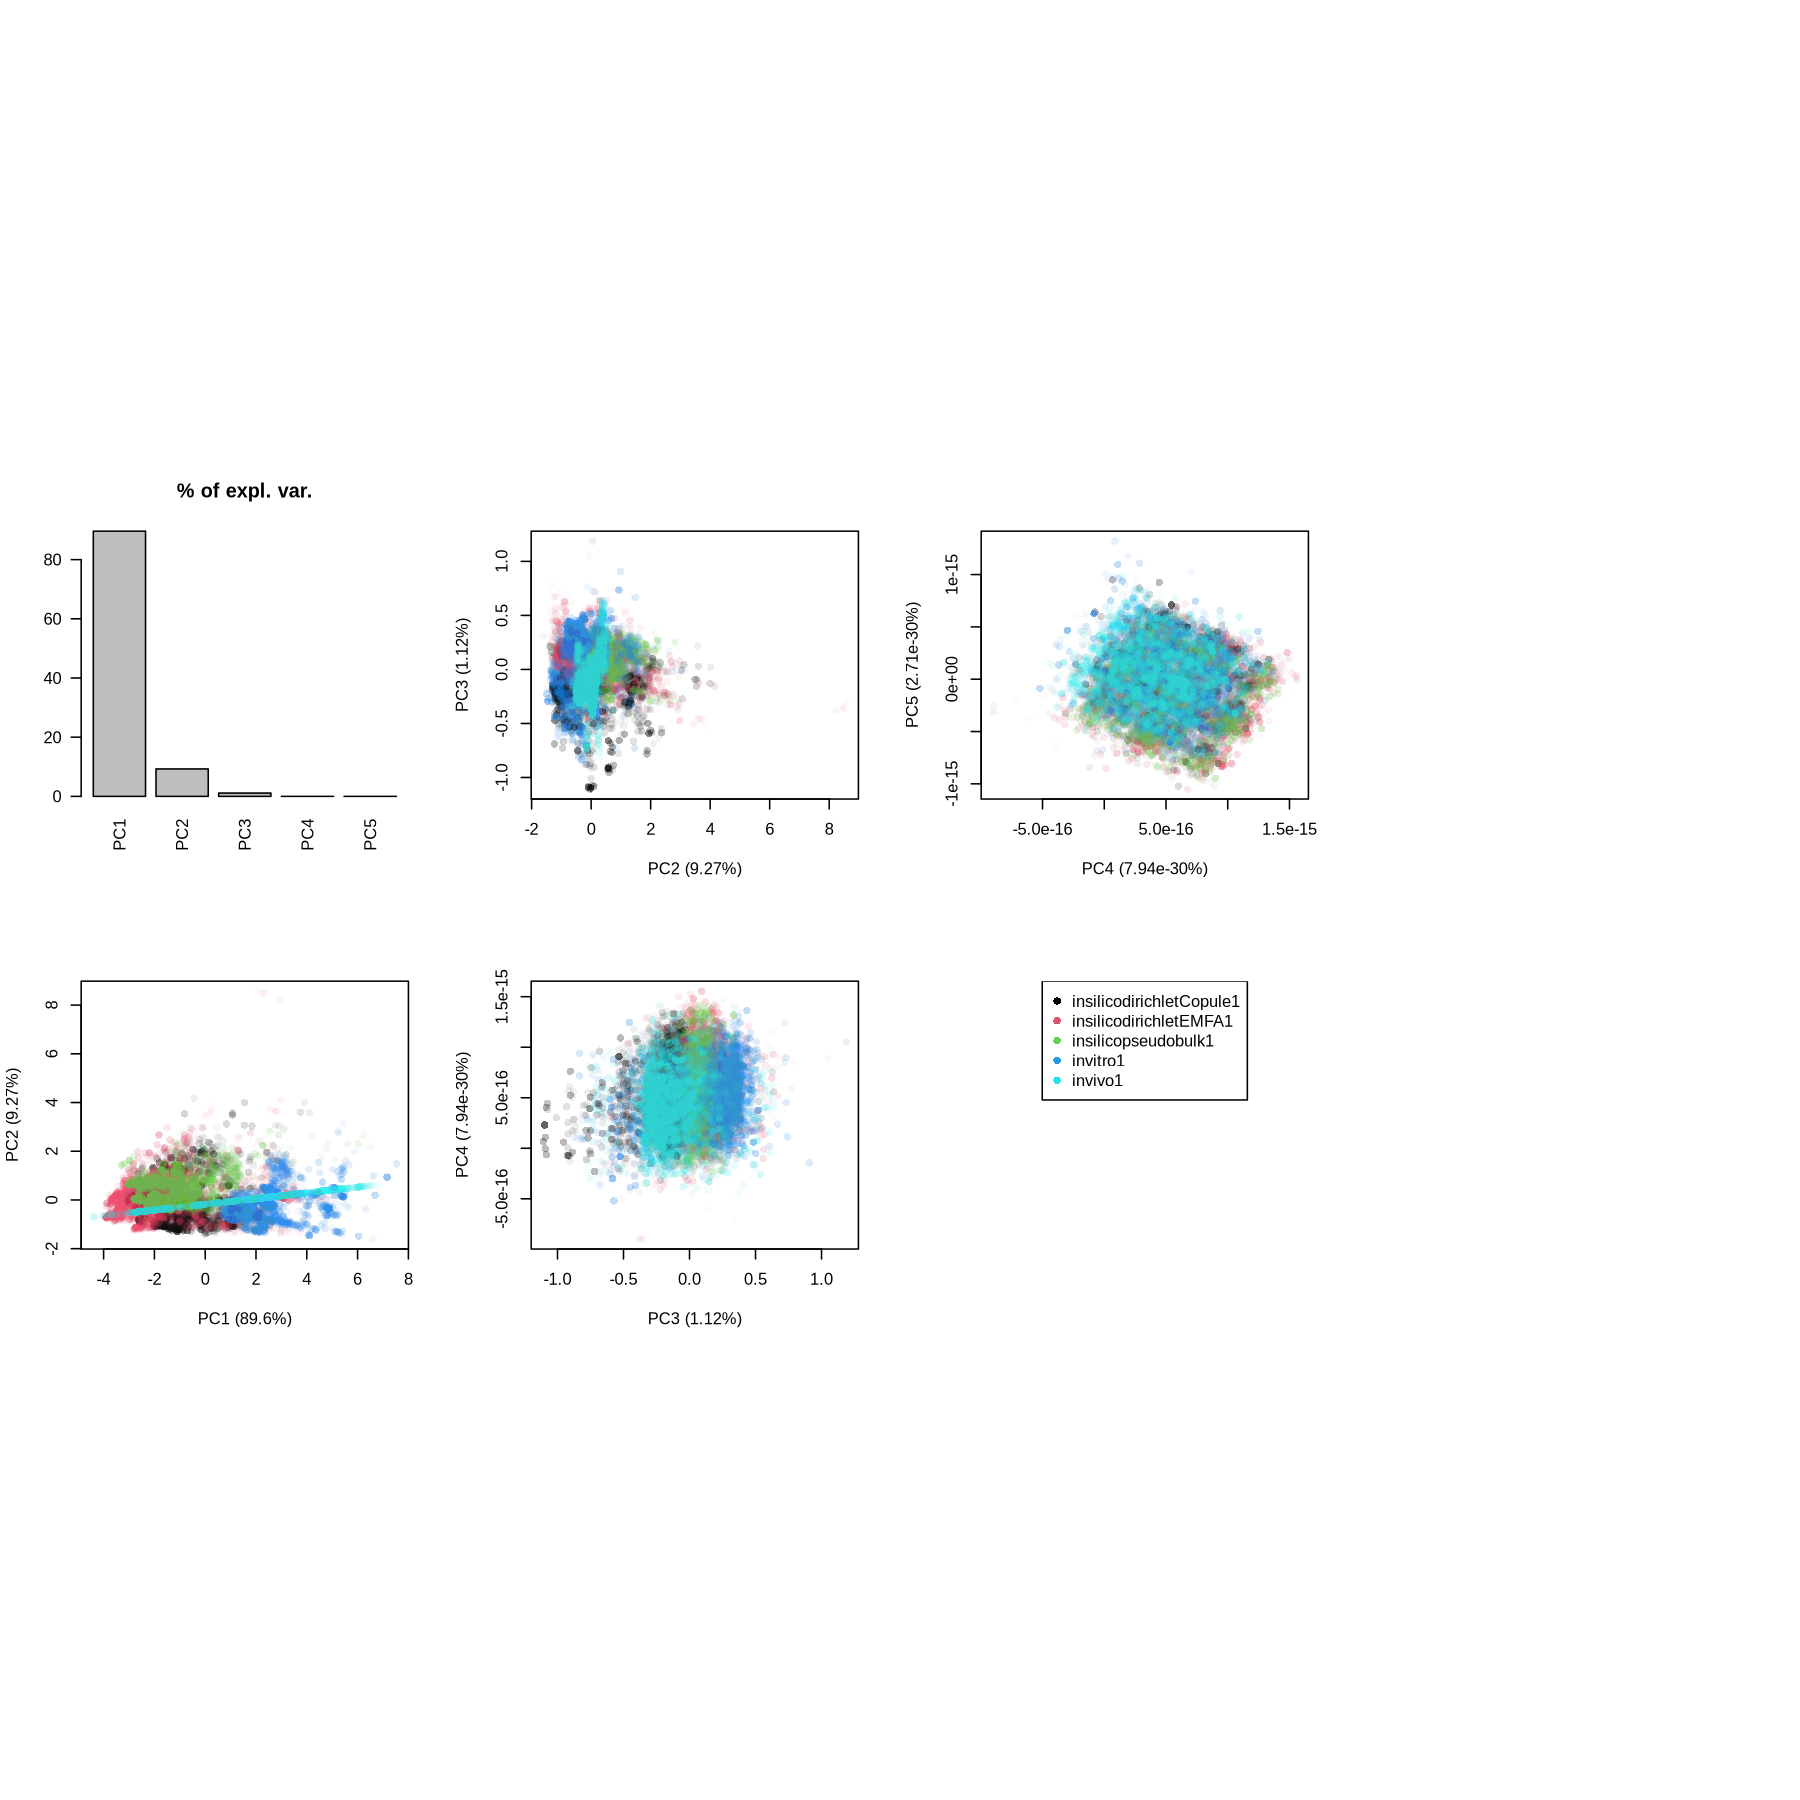 % of expl. var.
80
60
40
20
0
PC1
PC2
PC3
PC4
PC5
PC3 (1.12%)
1.0
0.5
0.0
-0.5
-1.0
-2
0
2
4
6
8
PC2 (9.27%)
PC5 (2.71e-30%)
1e-15
0e+00
-1e-15
-5.0e-16
5.0e-16
1.5e-15
PC4 (7.94e-30%)
PC2 (9.27%)
8
6
4
2
0
-2
-4
-2
0
2
4
6
8
PC1 (89.6%)
PC4 (7.94e-30%)
1.5e-15
5.0e-16
-5.0e-16
-1.0
-0.5
0.0
0.5
1.0
PC3 (1.12%)
insilicodirichletCopule1
insilicodirichletEMFA1
insilicopseudobulk1
invitro1
invivo1